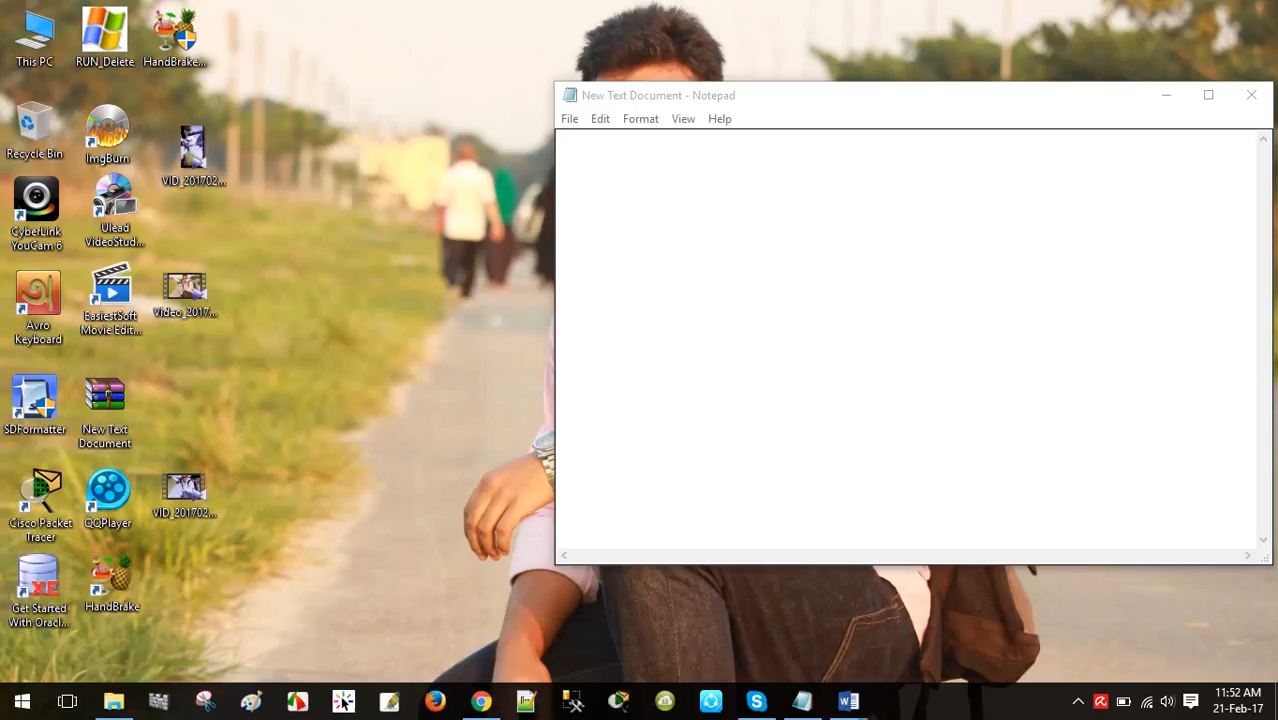 This PC
RUN_Delete
HandBrake...
Recycle Bin
ImgBurn
VID_201702...
CyberLink
YouCam 6
Ulead
VideoStud...
Avro
Keyboard
EasiestSoft
Movie Edit...
Video_2017...
SDFormatter
New Text
Document
Cisco Packet
Tracer
QQPlayer
VID_201702...
Get Started
With Oracl...
HandBrake
New Text Document - Notepad
File Edit Format View Help
11:52 AM
21-Feb-17